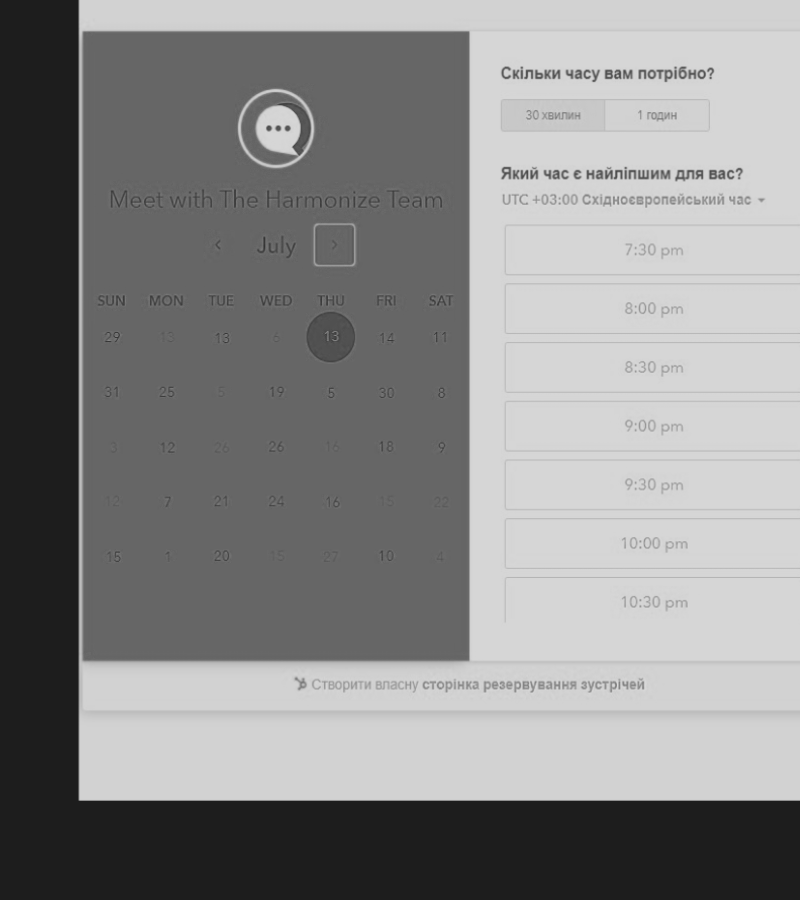 Meet with The Harmonize Team
July
SUN MON TUE WED THU FRI SAT
29 13 13 6 13 14 11
31 25 5 19 5 30 8
3 12 26 26 16 18 9
12 7 21 24 16 15 22
15 1 20 15 27 10 4
Скільки часу вам потрібно?
30 хвилин 1 годин
Який час є найліпшим для вас?
UTC +03:00 Східноєвропейський час
7:30 pm
8:00 pm
8:30 pm
9:00 pm
9:30 pm
10:00 pm
10:30 pm
Створити власну сторінка резервування зустрічей